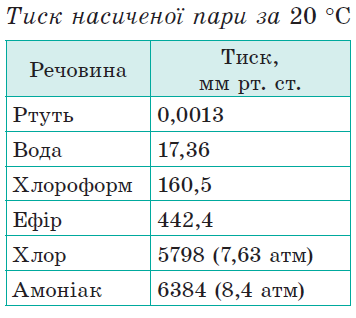 Тиск насиченої пари за 20 °С
Речовина
Тиск,
мм рт. ст.
Ртуть 0,0013
Вода 17,36
Хлороформ 160,5
Ефір 442,4
Хлор 5798 (7,63 атм)
Амоніак 6384 (8,4 атм)